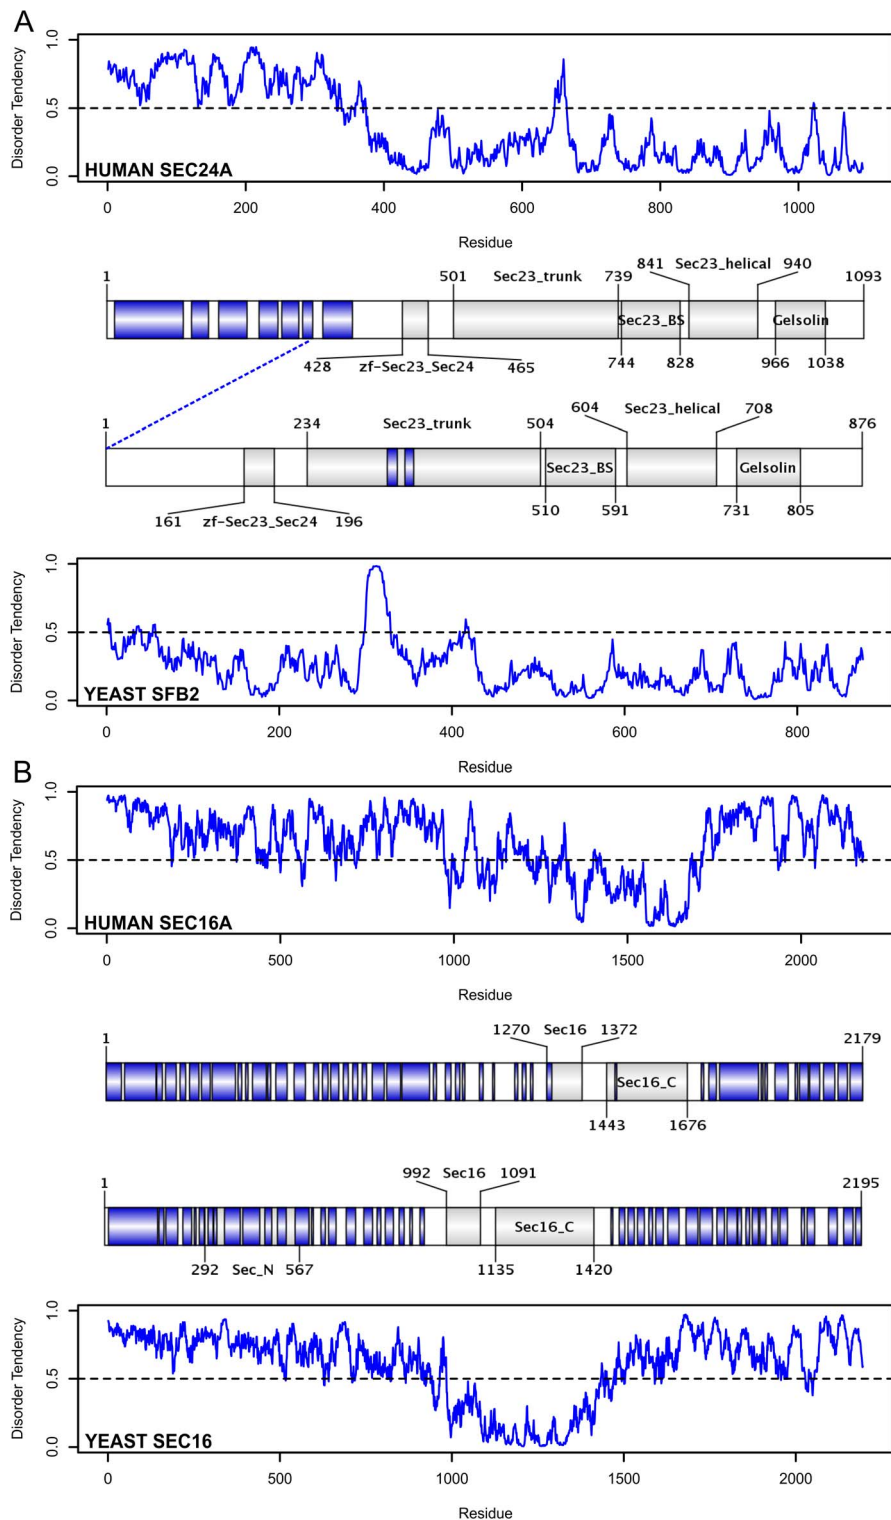 A
Disorder Tendency
1.0
0.5
0.0
HUMAN SEC24A
0 200 400 600 800 1000
Residue
841 Sec23_helical 940
1 501 Sec23_trunk 739 1093
Sec23_BS Gelsolin
428 zf-Sec23_Sec24 465 744 828 966 1038
604 Sec23_helical 708
1 234 Sec23_trunk 504 876
Sec23_BS Gelsolin
161 zf-Sec23_Sec24 196 510 591 731 805
Disorder Tendency
1.0
0.5
0.0
YEAST SFB2
0 200 400 600 800
Residue
B
Disorder Tendency
1.0
0.5
0.0
HUMAN SEC16A
0 500 1000 1500 2000
Residue
1 1270 Sec16 1372 2179
Sec16_C
1443 1676
1 992 Sec16 1091 2195
Sec16_C
292 Sec_N 567 1135 1420
Disorder Tendency
1.0
0.5
0.0
YEAST SEC16
0 500 1000 1500 2000
Residue